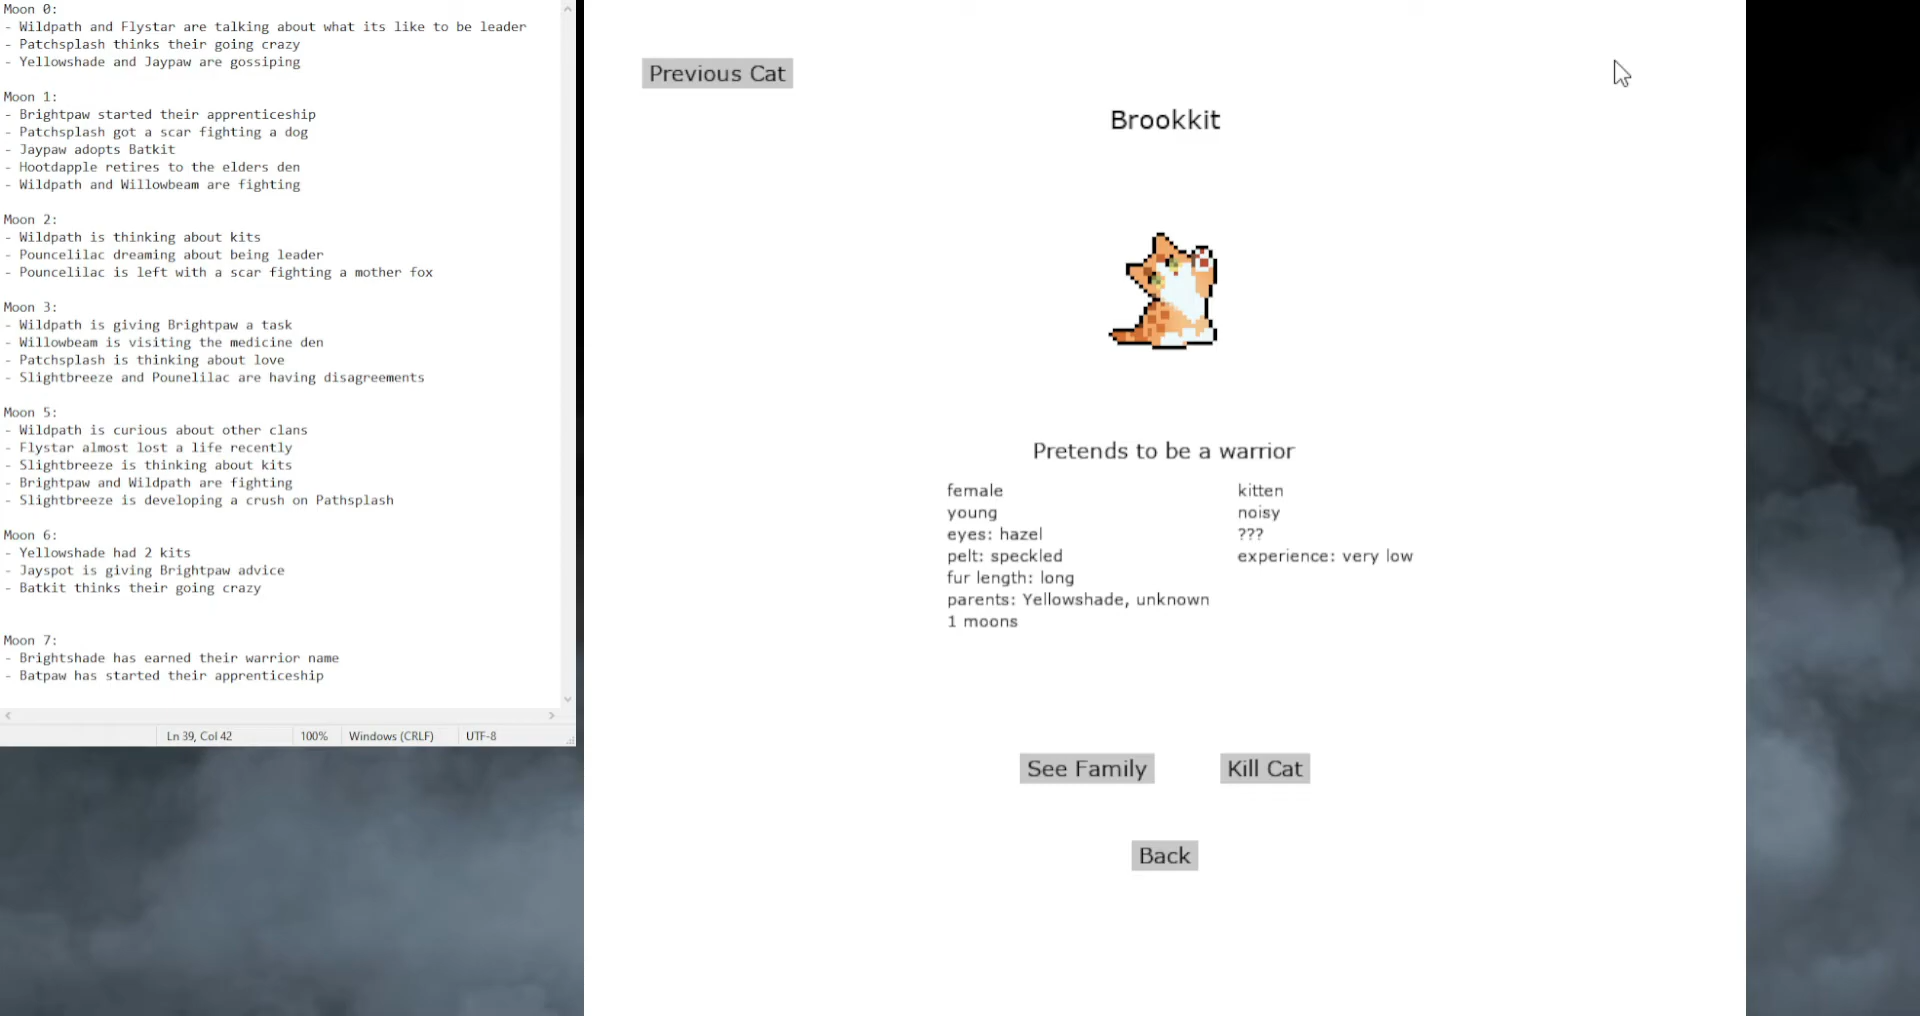 Moon 0:
- Wildpath and Flystar are talking about what its like to be leader
- Patchsplash thinks their going crazy
- Yellowshade and Jaypaw are gossiping
Moon 1:
- Brightpaw started their apprenticeship
- Patchsplash got a scar fighting a dog
- Jaypaw adopts Batkit
- Hootdapple retires to the elders den
- Wildpath and Willowbeam are fighting
Moon 2:
- Wildpath is thinking about kits
- Pouncelilac dreaming about being leader
- Pouncelilac is left with a scar fighting a mother fox
Moon 3:
- Wildpath is giving Brightpaw a task
- Willowbeam is visiting the medicine den
- Patchsplash is thinking about love
- Slightbreeze and Pounelilac are having disagreements
Moon 5:
- Wildpath is curious about other clans
- Flystar almost lost a life recently
- Slightbreeze is thinking about kits
- Brightpaw and Wildpath are fighting
- Slightbreeze is developing a crush on Pathsplash
Moon 6:
- Yellowshade had 2 kits
- Jayspot is giving Brightpaw advice
- Batkit thinks their going crazy
Moon 7:
- Brightshade has earned their warrior name
- Batpaw has started their apprenticeship
Ln 39, Col 42
100%
Windows (CRLF)
UTF-8
Previous Cat
Brookkit
Pretends to be a warrior
female
young
eyes: hazel
pelt: speckled
fur length: long
parents: Yellowshade, unknown
1 moons
kitten
noisy
???
experience: very low
See Family
Kill Cat
Back